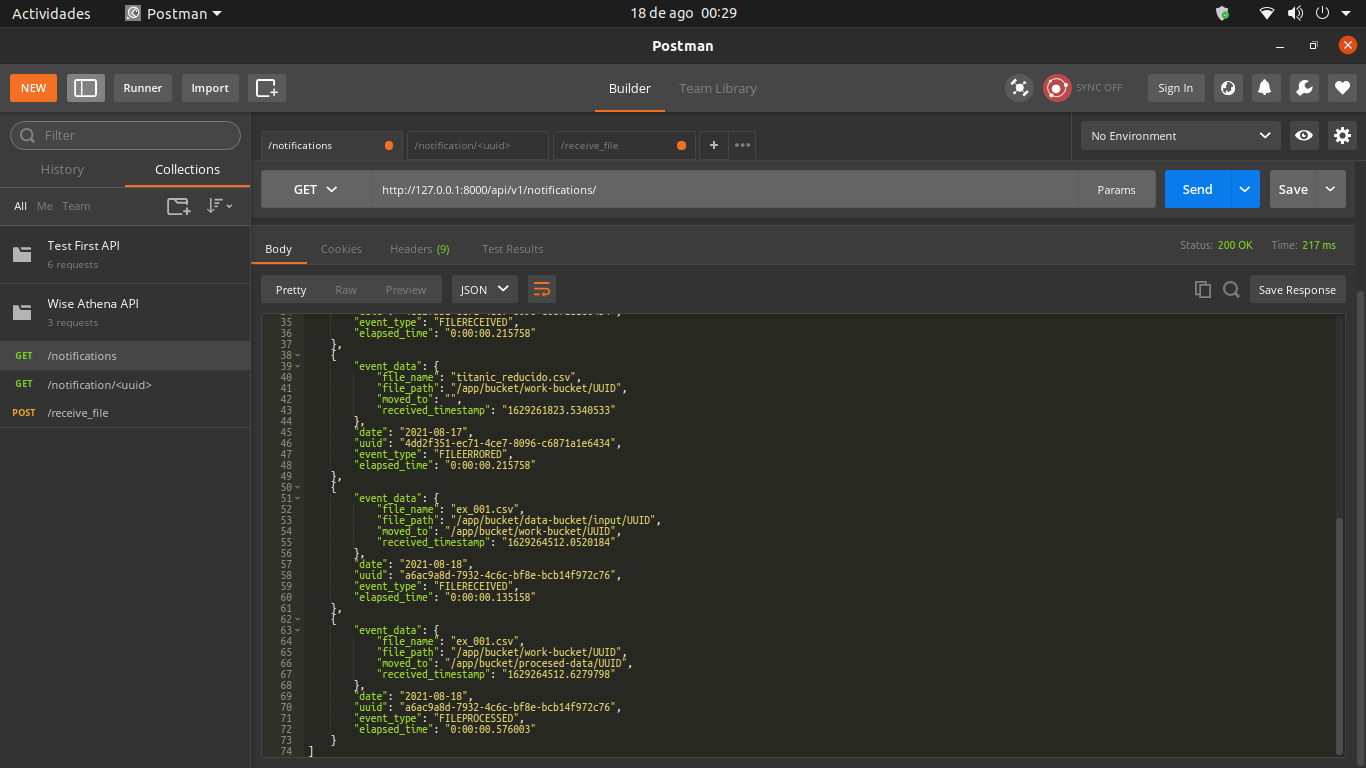 Actividades
Postman
18 de ago 00:29
Postman
NEW
Runner
Import
Builder
Team Library
SYNC OFF
Sign In
Filter
History
Collections
All
Me
Team
Test First API
6 requests
Wise Athena API
3 requests
GET /notifications
GET /notification/<uuid>
POST /receive_file
/notifications
/notification/<uuid>
/receive_file
+
•••
No Environment
GET
http://127.0.0.1:8000/api/v1/notifications/
Params
Send
Save
Body
Cookies
Headers (9)
Test Results
Status: 200 OK
Time: 217 ms
Pretty
Raw
Preview
JSON
Save Response
35 "event_type": "FILERECEIVED",
36 "elapsed_time": "0:00:00.215758"
37 },
38 {
39 "event_data": {
40 "file_name": "titanic_reducido.csv",
41 "file_path": "/app/bucket/work-bucket/UUID",
42 "moved_to": "",
43 "received_timestamp": "1629261823.5340533"
44 },
45 "date": "2021-08-17",
46 "uuid": "4dd2f351-ec71-4ce7-8096-c6871a1e6434",
47 "event_type": "FILEERRORED",
48 "elapsed_time": "0:00:00.215758"
49 },
50 {
51 "event_data": {
52 "file_name": "ex_001.csv",
53 "file_path": "/app/bucket/data-bucket/input/UUID",
54 "moved_to": "/app/bucket/work-bucket/UUID",
55 "received_timestamp": "1629264512.0520184"
56 },
57 "date": "2021-08-18",
58 "uuid": "a6ac9a8d-7932-4c6c-bf8e-bcb14f972c76",
59 "event_type": "FILERECEIVED",
60 "elapsed_time": "0:00:00.135158"
61 },
62 {
63 "event_data": {
64 "file_name": "ex_001.csv",
65 "file_path": "/app/bucket/work-bucket/UUID",
66 "moved_to": "/app/bucket/procesed-data/UUID",
67 "received_timestamp": "1629264512.6279798"
68 },
69 "date": "2021-08-18",
70 "uuid": "a6ac9a8d-7932-4c6c-bf8e-bcb14f972c76",
71 "event_type": "FILEPROCESSED",
72 "elapsed_time": "0:00:00.576003"
73 }
74 ]